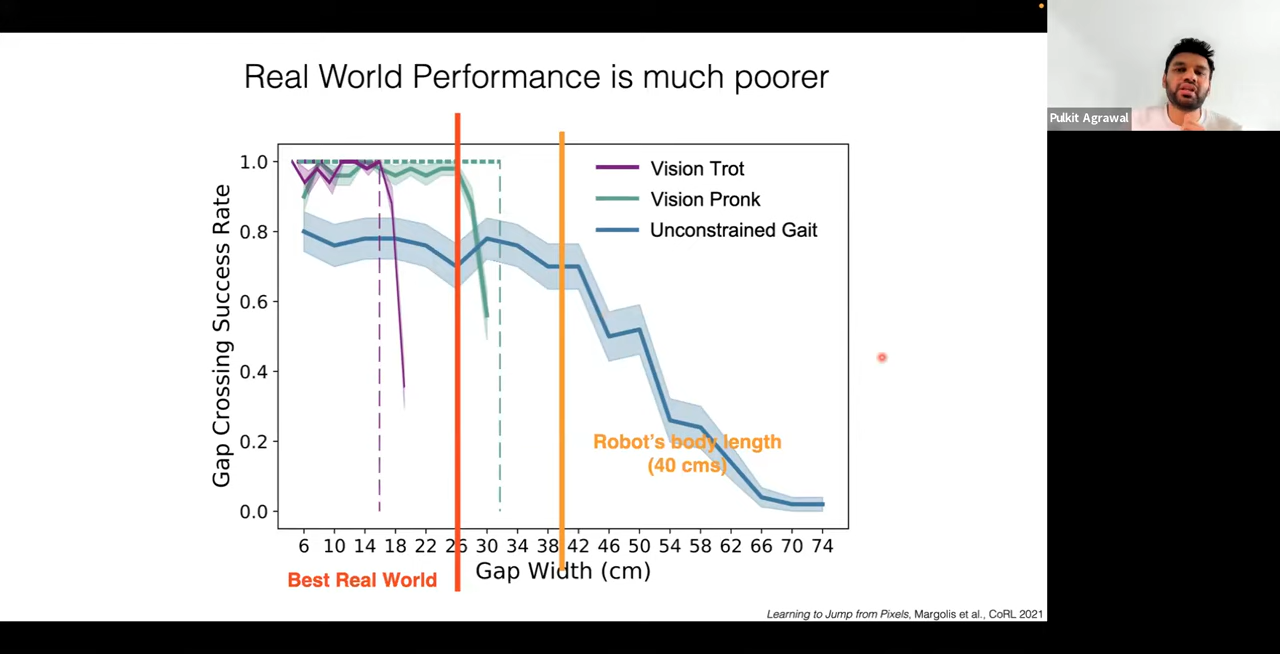 Real World Performance is much poorer
Pulkit Agrawal
Gap Crossing Success Rate
1.0
0.8
0.6
0.4
0.2
0.0
Vision Trot
Vision Pronk
Unconstrained Gait
Robot's body length
(40 cms)
6 10 14 18 22 26 30 34 38 42 46 50 54 58 62 66 70 74
Best Real World
Gap Width (cm)
Learning to Jump from Pixels, Margolis et al., CoRL 2021